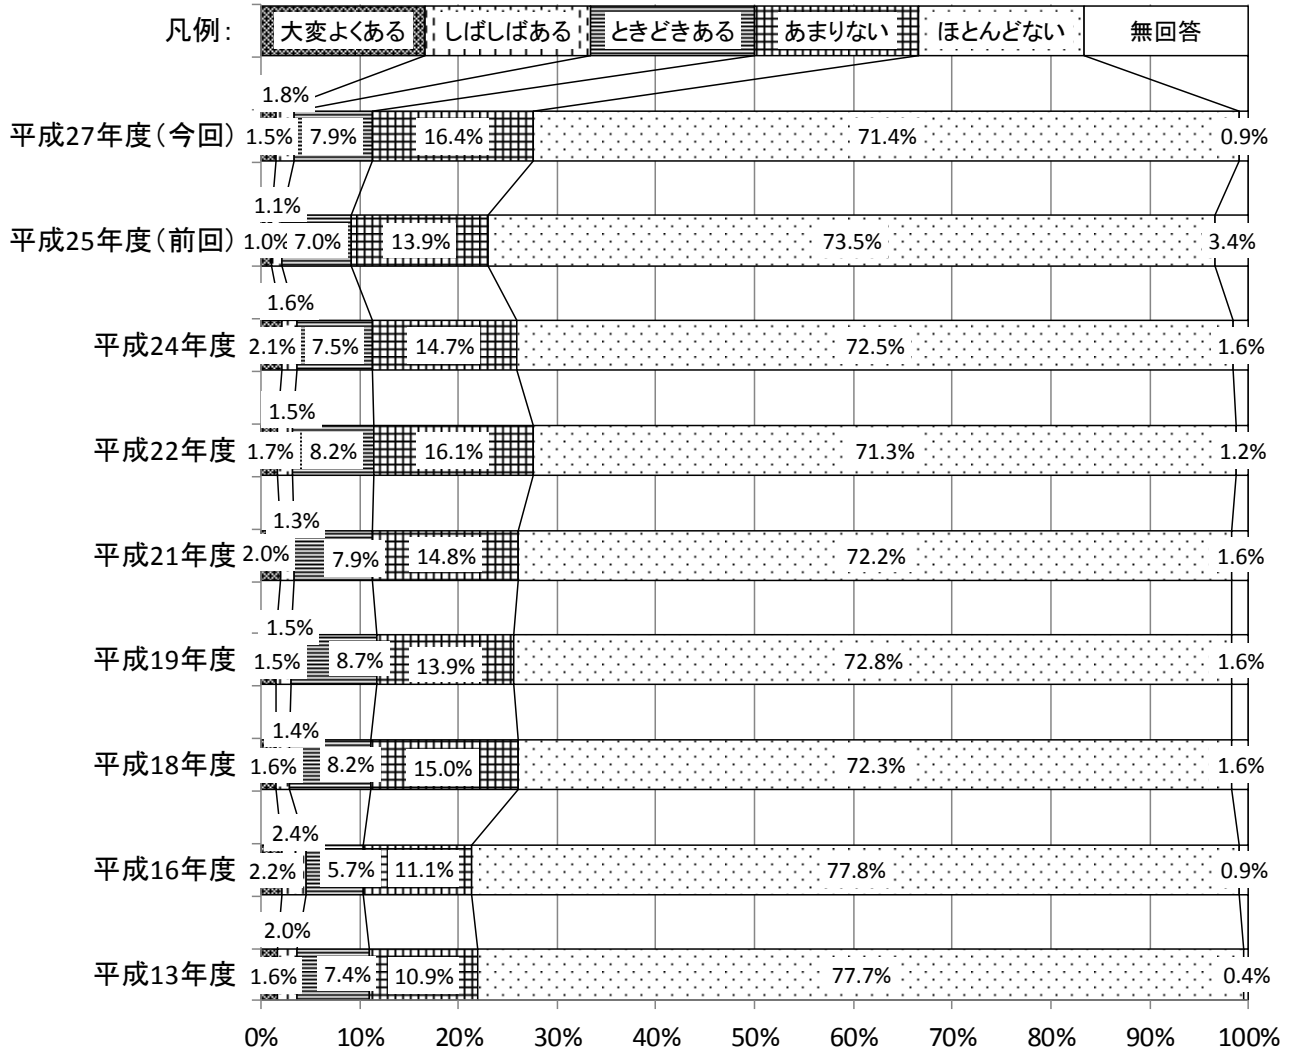 凡例: 大変よくある しばしばある ときどきある あまりない ほとんどない 無回答
1.8%
平成27年度(今回) 1.5% 7.9% 16.4% 71.4% 0.9%
1.1%
平成25年度(前回) 1.0% 7.0% 13.9% 73.5% 3.4%
1.6%
平成24年度 2.1% 7.5% 14.7% 72.5% 1.6%
1.5%
平成22年度 1.7% 8.2% 16.1% 71.3% 1.2%
1.3%
平成21年度 2.0% 7.9% 14.8% 72.2% 1.6%
1.5%
平成19年度 1.5% 8.7% 13.9% 72.8% 1.6%
1.4%
平成18年度 1.6% 8.2% 15.0% 72.3% 1.6%
2.4%
平成16年度 2.2% 5.7% 11.1% 77.8% 0.9%
2.0%
平成13年度 1.6% 7.4% 10.9% 77.7% 0.4%
0% 10% 20% 30% 40% 50% 60% 70% 80% 90% 100%